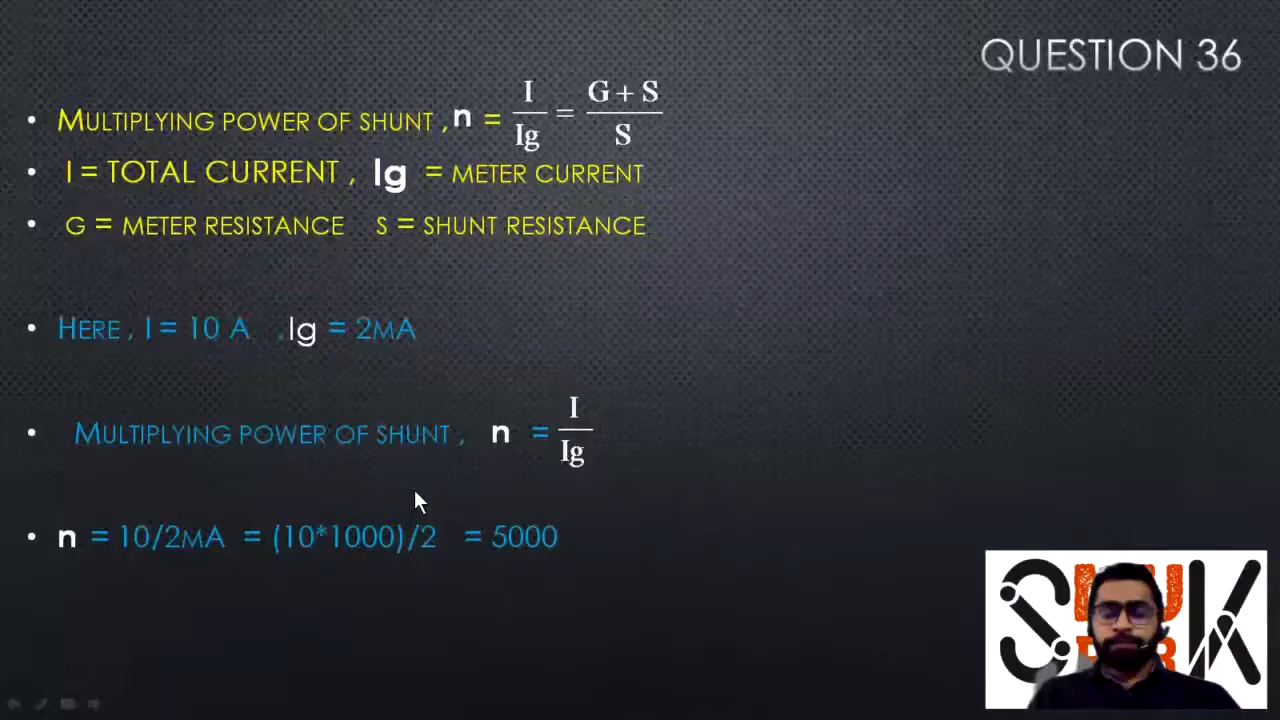 QUESTION 36
• MULTIPLYING POWER OF SHUNT , n = I/Ig = G + S/S
• I = TOTAL CURRENT , Ig = METER CURRENT
• G = METER RESISTANCE S = SHUNT RESISTANCE
• HERE , I = 10 A , Ig = 2MA
• MULTIPLYING POWER OF SHUNT , n = I/Ig
• n = 10/2MA = (10*1000)/2 = 5000